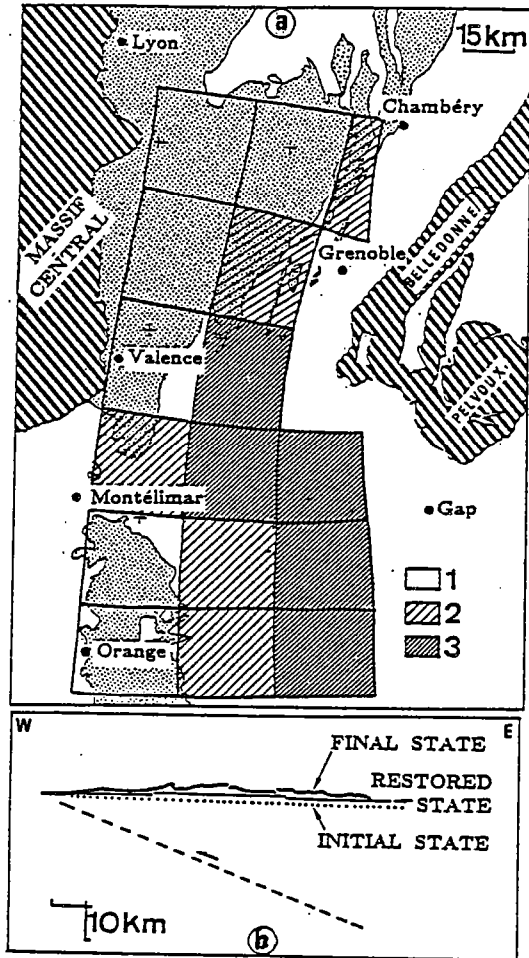 a
Lyon
15km
Chambéry
MASSIF
CENTRAL
Grenoble
BELLEDONNE
Valence
PELVOUX
Montélimar
Gap
1
2
3
Orange
W
E
FINAL STATE
RESTORED
STATE
INITIAL STATE
10Km
b